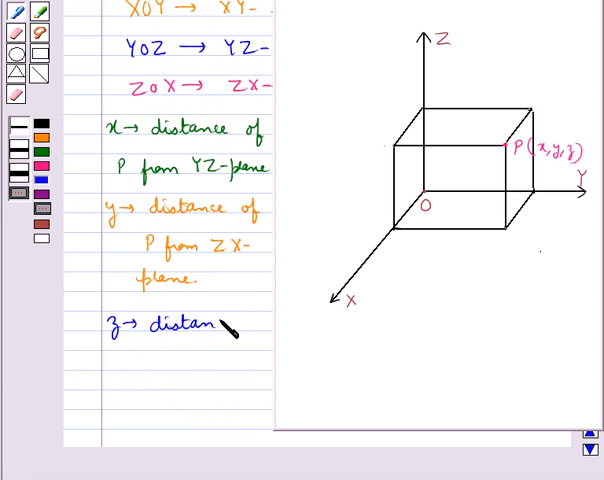 XOY → XY-
YOZ → YZ-
ZOX → ZX-
x → distance of
P from YZ-plane
y → distance of
P from ZX-
plane.
z → distan
Z
P(x,y,z)
Y
O
X